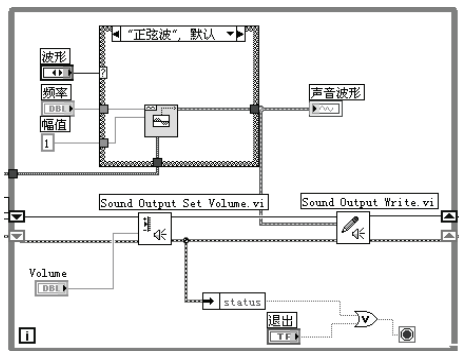 "正弦波", 默认
波形
?
频率
DBL
声音波形
幅值
1
Sound Output Set Volume.vi
Sound Output Write.vi
Volume
DBL
status
退出
TF
V
i